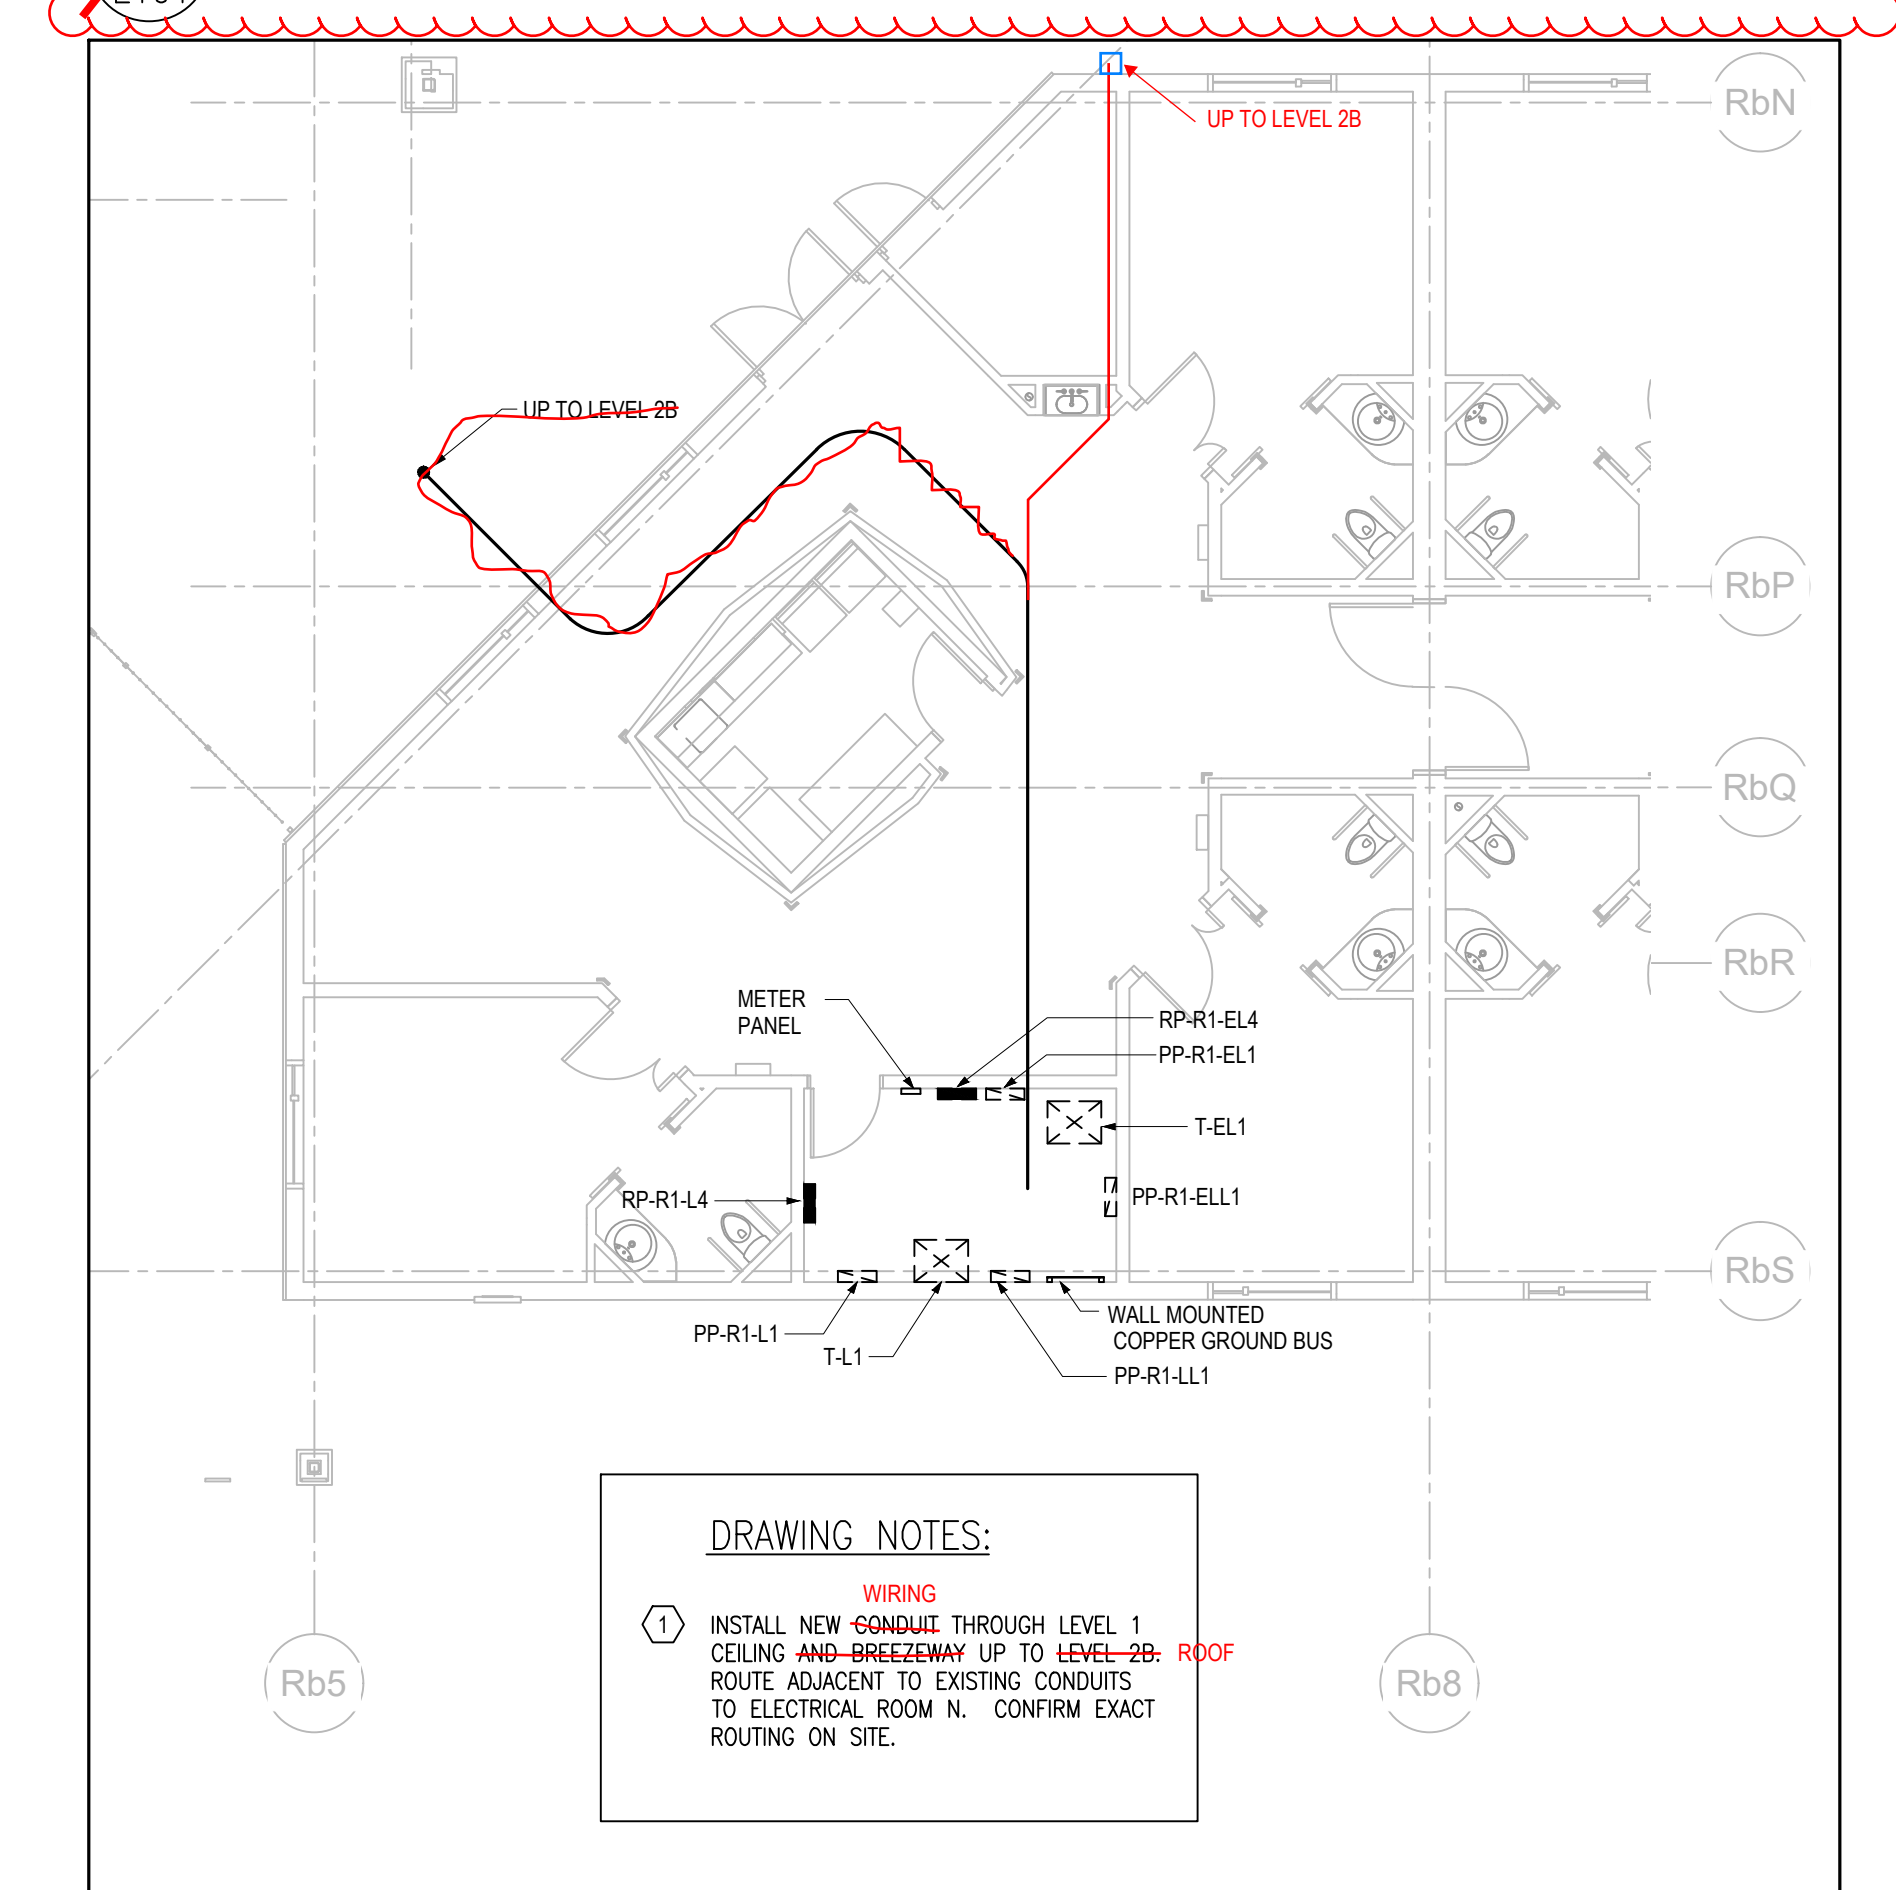 RbN
UP TO LEVEL 2B
UP TO LEVEL 2B
RbP
RbQ
RbR
METER
PANEL
RP-R1-EL4
PP-R1-EL1
T-EL1
RP-R1-L4
PP-R1-ELL1
RbS
WALL MOUNTED
COPPER GROUND BUS
PP-R1-L1
T-L1
PP-R1-LL1
DRAWING NOTES:
WIRING
1 INSTALL NEW CONDUIT THROUGH LEVEL 1
CEILING AND BREEZEWAY UP TO LEVEL 2B. ROOF
ROUTE ADJACENT TO EXISTING CONDUITS
TO ELECTRICAL ROOM N. CONFIRM EXACT
ROUTING ON SITE.
Rb5
Rb8